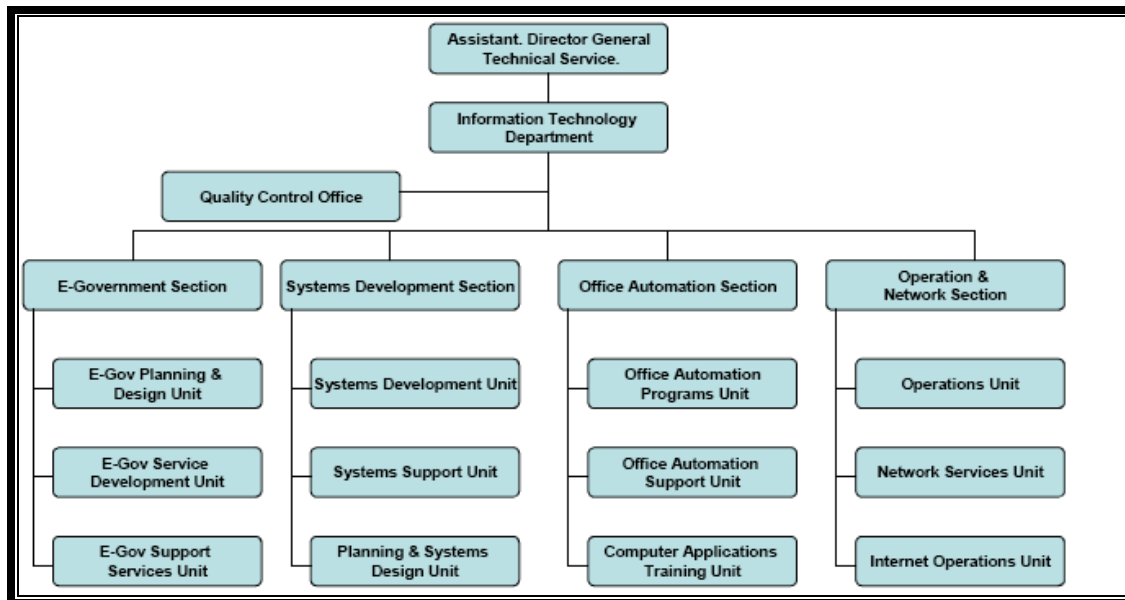 Assistant. Director General
Technical Service.
Information Technology
Department
Quality Control Office
E-Government Section
Systems Development Section
Office Automation Section
Operation &
Network Section
E-Gov Planning &
Design Unit
Systems Development Unit
Office Automation
Programs Unit
Operations Unit
E-Gov Service
Development Unit
Systems Support Unit
Office Automation
Support Unit
Network Services Unit
E-Gov Support
Services Unit
Planning & Systems
Design Unit
Computer Applications
Training Unit
Internet Operations Unit